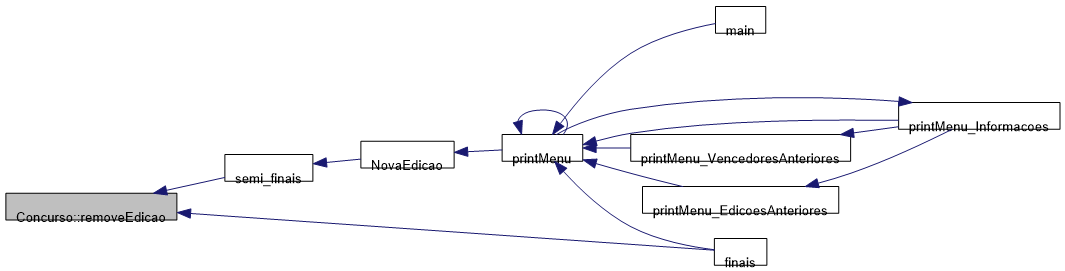 main
printMenu_Informacoes
printMenu
printMenu_VencedoresAnteriores
NovaEdicao
semi_finais
printMenu_EdicoesAnteriores
Concurso::removeEdicao
finais